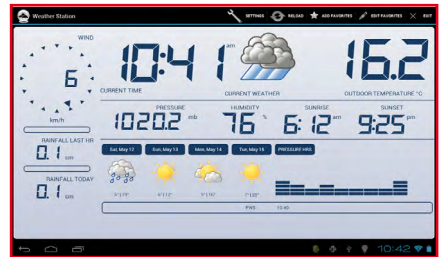 Weather Station SETTINGS RELOAD ADD FAVORITES EDIT FAVORITES EXIT
WIND
6
km/h
10:41 am
CURRENT TIME
CURRENT WEATHER
16.2
OUTDOOR TEMPERATURE °C
PRESSURE
1020.2 mb
HUMIDITY
76 %
SUNRISE
6:12 am
SUNSET
9:25 pm
RAINFALL LAST HR
0.1 cm
RAINFALL TODAY
0.1 cm
Sat, May 12 Sun, May 13 Mon, May 14 Tue, May 15 PRESSURE HRS
PWS 10:40
10:42